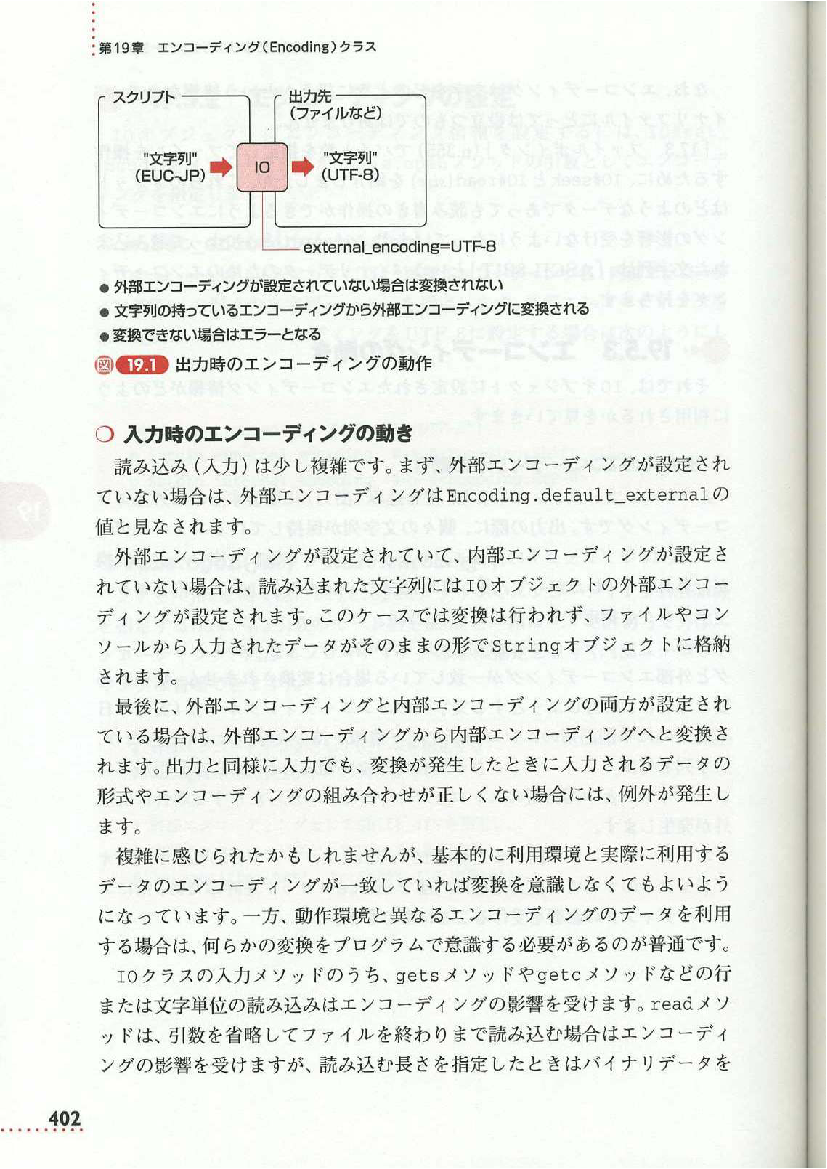 第19章 エンコーディング(Encoding)クラス
スクリプト
出力先
(ファイルなど)
"文字列"
(EUC-JP)
IO
"文字列"
(UTF-8)
external_encoding=UTF-8
● 外部エンコーディングが設定されていない場合は変換されない
● 文字列の持っているエンコーディングから外部エンコーディングに変換される
● 変換できない場合はエラーとなる
図 19.1 出力時のエンコーディングの動作
○ 入力時のエンコーディングの動き
読み込み(入力)は少し複雑です。まず、外部エンコーディングが設定され
ていない場合は、外部エンコーディングはEncoding.default_externalの
値と見なされます。
外部エンコーディングが設定されていて、内部エンコーディングが設定さ
れていない場合は、読み込まれた文字列にはIOオブジェクトの外部エンコー
ディングが設定されます。このケースでは変換は行われず、ファイルやコン
ソールから入力されたデータがそのままの形でStringオブジェクトに格納
されます。
最後に、外部エンコーディングと内部エンコーディングの両方が設定され
ている場合は、外部エンコーディングから内部エンコーディングへと変換さ
れます。出力と同様に入力でも、変換が発生したときに入力されるデータの
形式やエンコーディングの組み合わせが正しくない場合には、例外が発生し
ます。
複雑に感じられたかもしれませんが、基本的に利用環境と実際に利用する
データのエンコーディングが一致していれば変換を意識しなくてもよいよう
になっています。一方、動作環境と異なるエンコーディングのデータを利用
する場合は、何らかの変換をプログラムで意識する必要があるのが普通です。
IOクラスの入力メソッドのうち、getsメソッドやgetcメソッドなどの行
または文字単位の読み込みはエンコーディングの影響を受けます。readメソ
ッドは、引数を省略してファイルを終わりまで読み込む場合はエンコーディ
ングの影響を受けますが、読み込む長さを指定したときはバイナリデータを
402